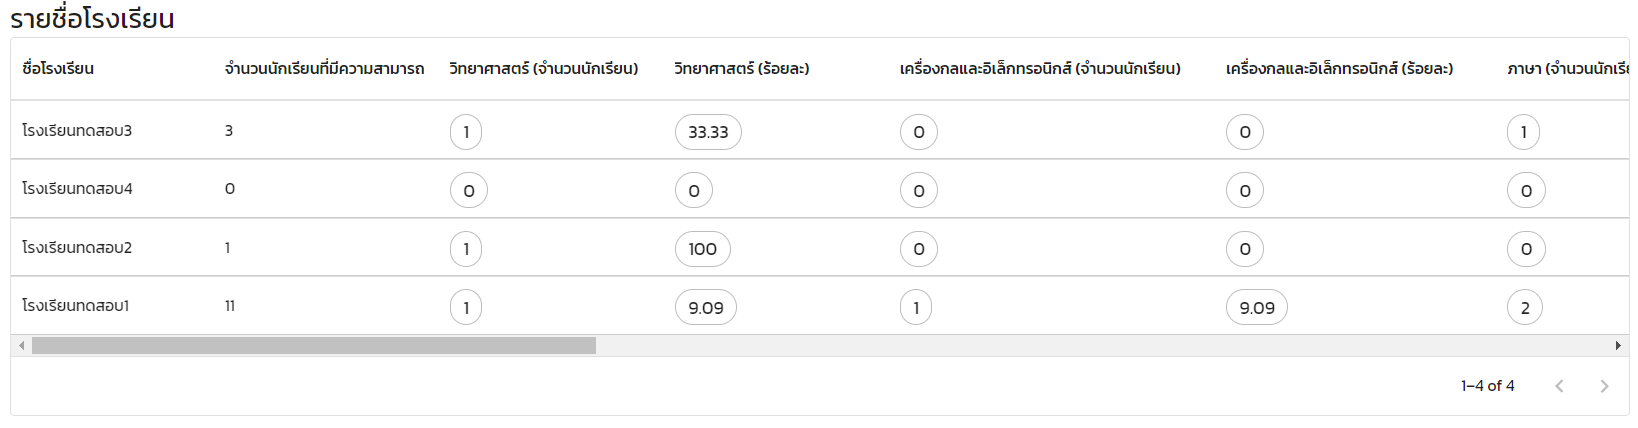 รายชื่อโรงเรียน
ชื่อโรงเรียน จำนวนนักเรียนที่มีความสามารถ วิทยาศาสตร์ (จำนวนนักเรียน) วิทยาศาสตร์ (ร้อยละ) เครื่องกลและอิเล็กทรอนิกส์ (จำนวนนักเรียน) เครื่องกลและอิเล็กทรอนิกส์ (ร้อยละ) ภาษา (จำนวนนักเรีย
โรงเรียนทดสอบ3 3 1 33.33 0 0 1
โรงเรียนทดสอบ4 0 0 0 0 0 0
โรงเรียนทดสอบ2 1 1 100 0 0 0
โรงเรียนทดสอบ1 11 1 9.09 1 9.09 2
1–4 of 4